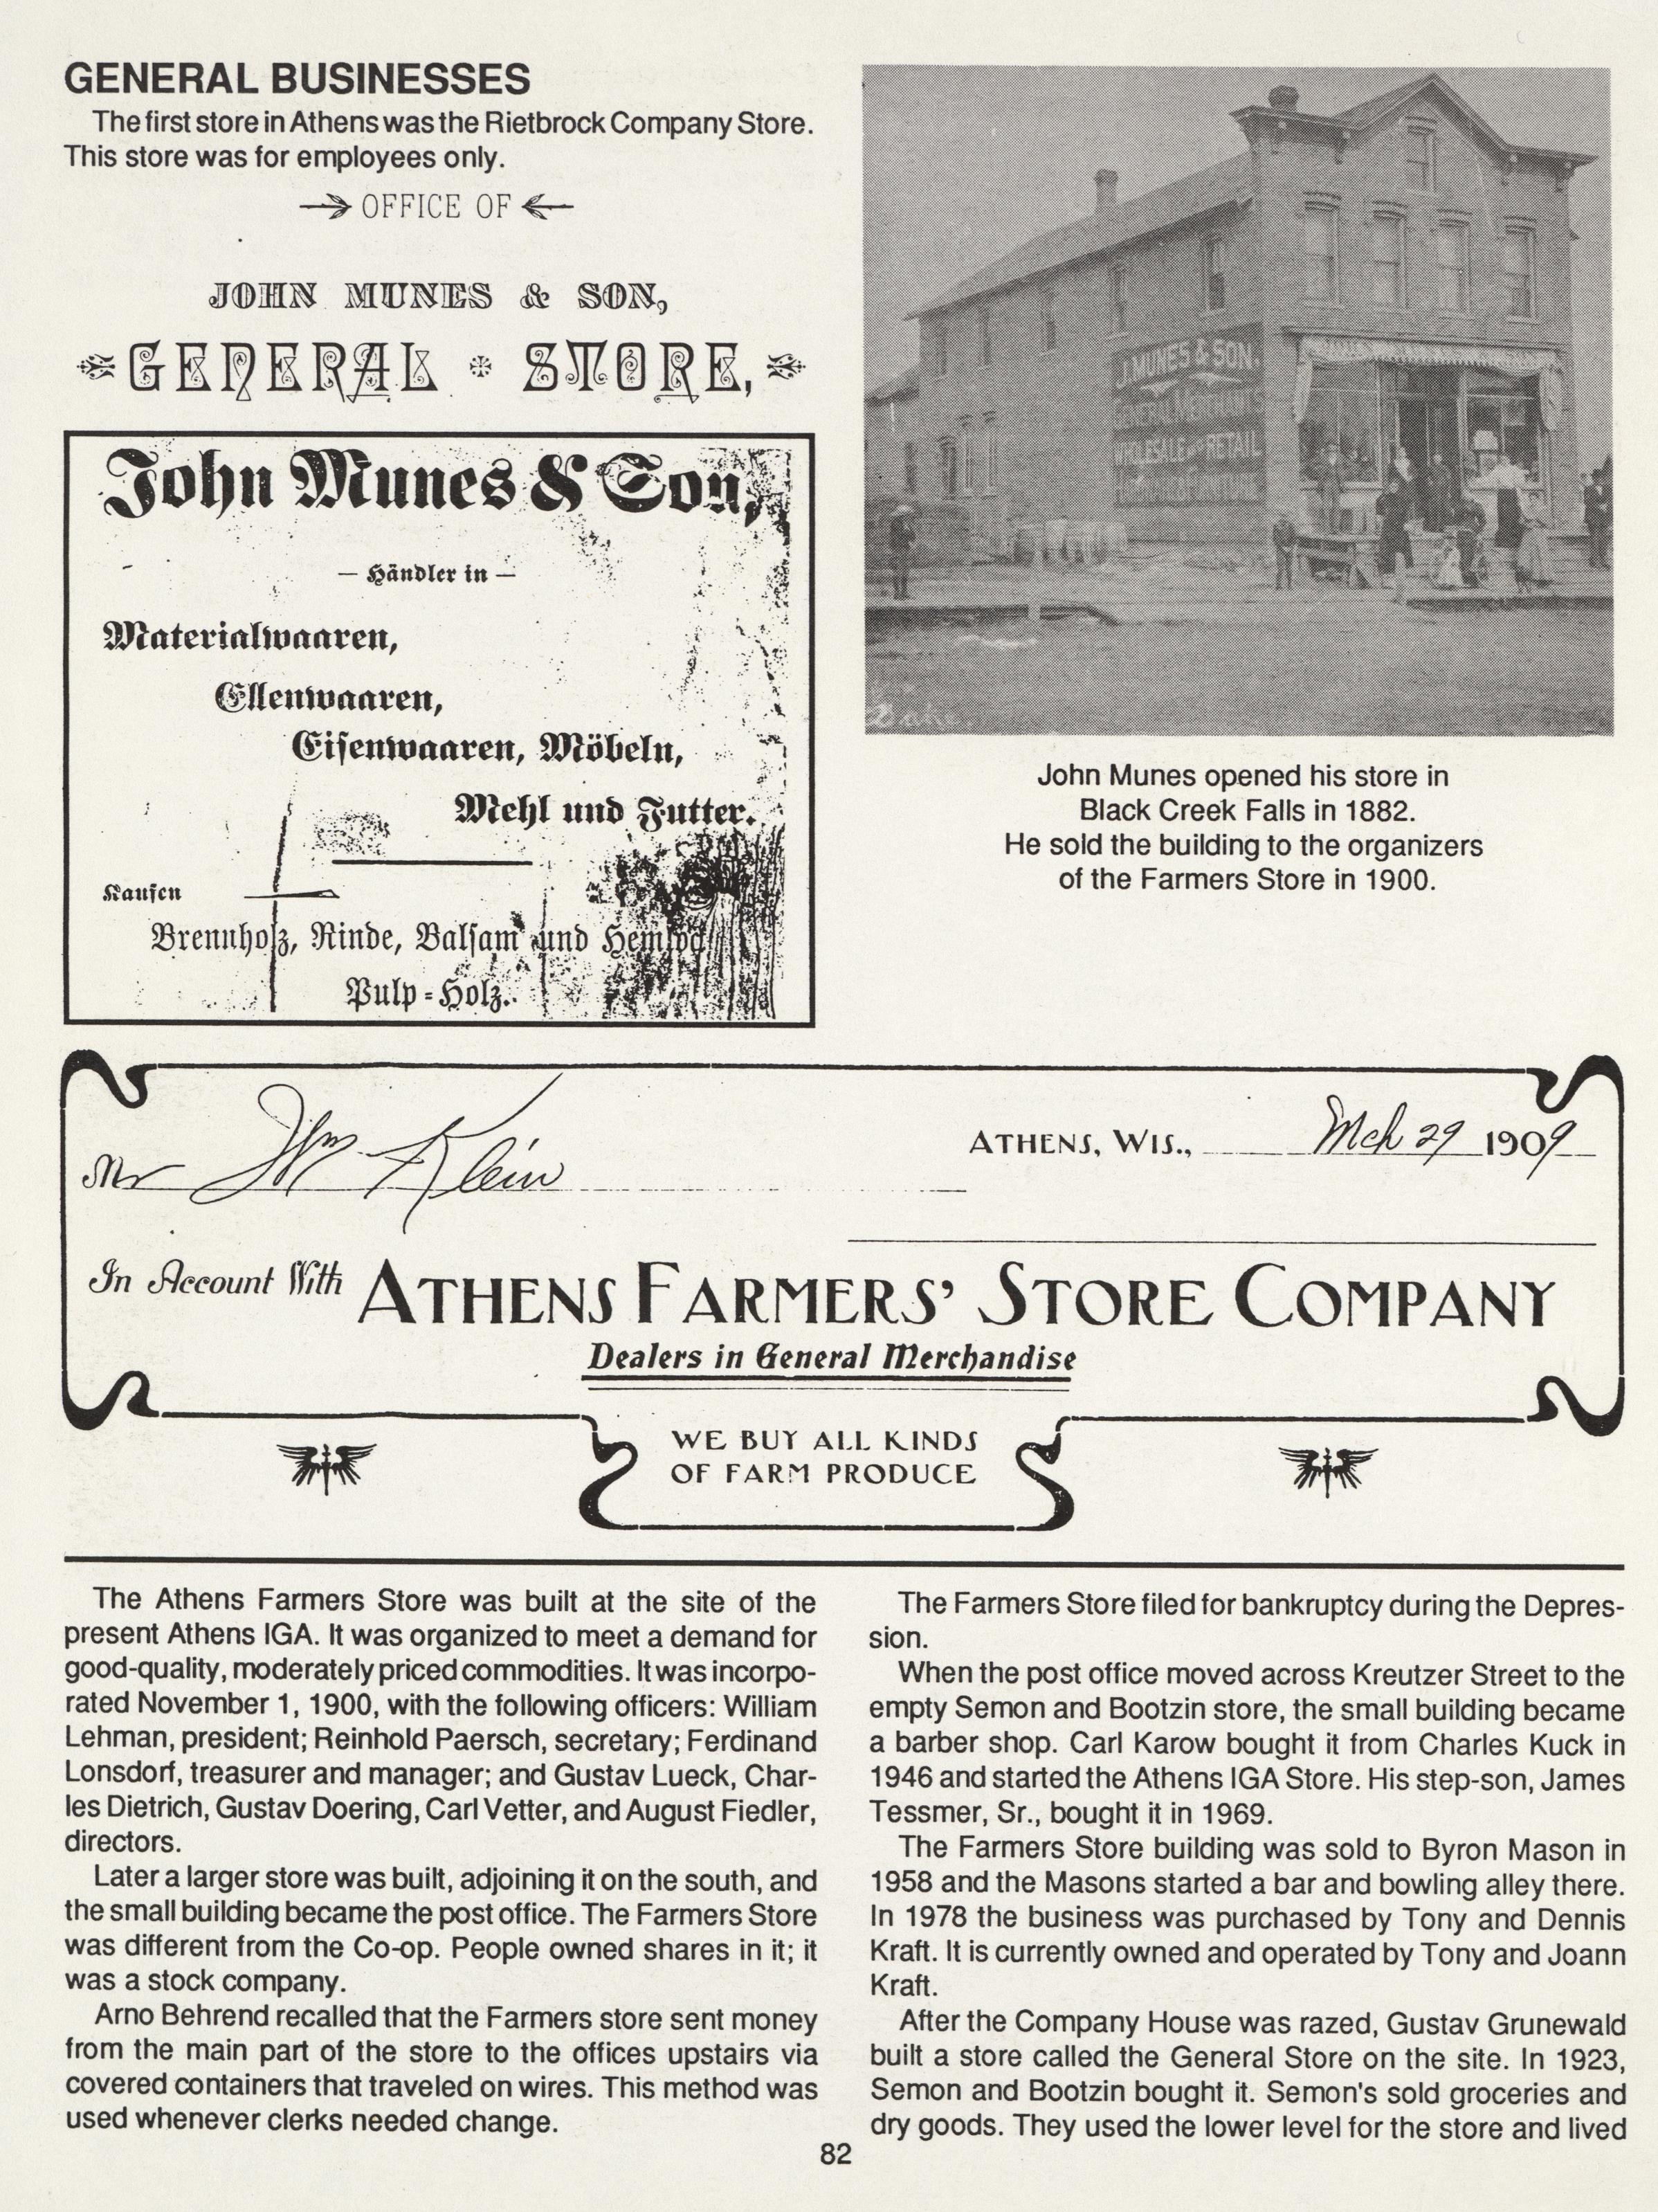 GENERAL BUSINESSES
The first store in Athens was the Rietbrock Company Store.
This store was for employees only.
OFFICE OF
JOHN MUNES & SON,
GENERAL STORE,
John Munes & Son,
— Händler in —
Materialwaaren,
Ellenwaaren,
Eisenwaaren, Möbeln,
Mehl und Futter.
Kaufen
Brennholz, Rinde, Balsam und Hemlock
Pulp-Holz.
J. MUNES & SON.
GENERAL MERCHANTS
WHOLESALE AND RETAIL
John Munes opened his store in
Black Creek Falls in 1882.
He sold the building to the organizers
of the Farmers Store in 1900.
ATHENS, WIS., Mch 29 1909
Mr Wm. Klein
In Account With ATHENS FARMERS' STORE COMPANY
Dealers in General Merchandise
WE BUY ALL KINDS
OF FARM PRODUCE
The Athens Farmers Store was built at the site of the
present Athens IGA. It was organized to meet a demand for
good-quality, moderately priced commodities. It was incorpo-
rated November 1, 1900, with the following officers: William
Lehman, president; Reinhold Paersch, secretary; Ferdinand
Lonsdorf, treasurer and manager; and Gustav Lueck, Char-
les Dietrich, Gustav Doering, Carl Vetter, and August Fiedler,
directors.
Later a larger store was built, adjoining it on the south, and
the small building became the post office. The Farmers Store
was different from the Co-op. People owned shares in it; it
was a stock company.
Arno Behrend recalled that the Farmers store sent money
from the main part of the store to the offices upstairs via
covered containers that traveled on wires. This method was
used whenever clerks needed change.
The Farmers Store filed for bankruptcy during the Depres-
sion.
When the post office moved across Kreutzer Street to the
empty Semon and Bootzin store, the small building became
a barber shop. Carl Karow bought it from Charles Kuck in
1946 and started the Athens IGA Store. His step-son, James
Tessmer, Sr., bought it in 1969.
The Farmers Store building was sold to Byron Mason in
1958 and the Masons started a bar and bowling alley there.
In 1978 the business was purchased by Tony and Dennis
Kraft. It is currently owned and operated by Tony and Joann
Kraft.
After the Company House was razed, Gustav Grunewald
built a store called the General Store on the site. In 1923,
Semon and Bootzin bought it. Semon's sold groceries and
dry goods. They used the lower level for the store and lived
82